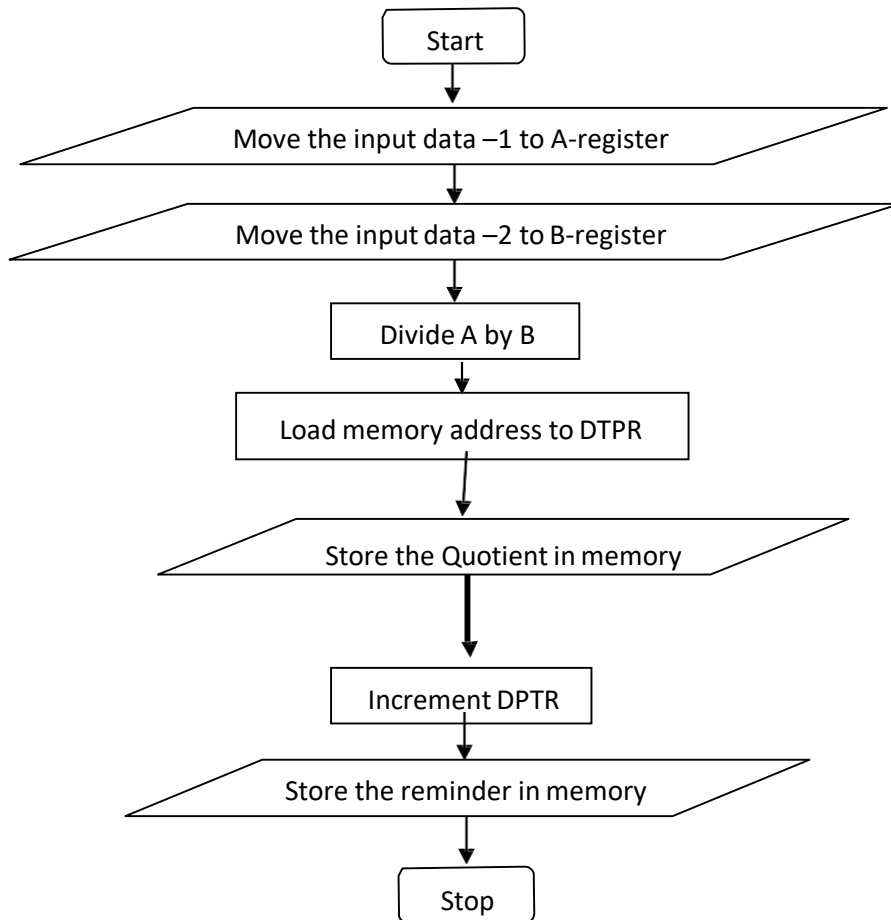 Start
Move the input data –1 to A-register
Move the input data –2 to B-register
Divide A by B
Load memory address to DTPR
Store the Quotient in memory
Increment DPTR
Store the reminder in memory
Stop